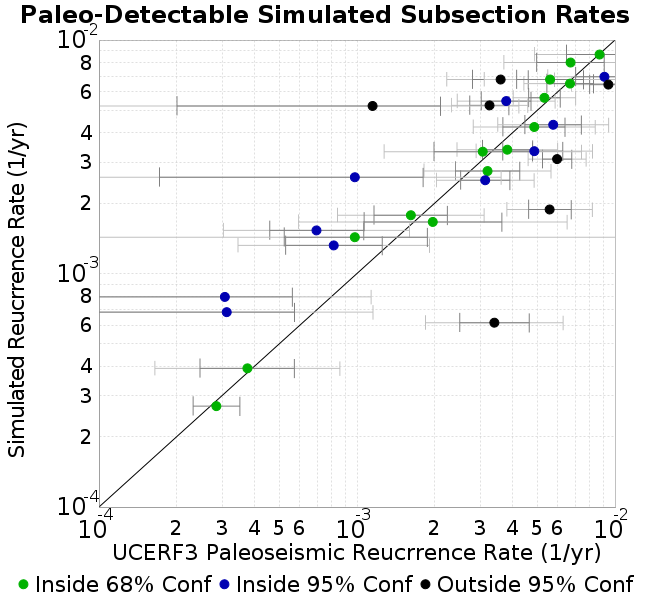 Paleo-Detectable Simulated Subsection Rates
10-2
8
6
4
3
2
10-3
8
6
4
3
2
10-4
Simulated Reucrrence Rate (1/yr)
10-4 2 3 4 5 6 10-3 2 3 4 5 6 10-2
UCERF3 Paleoseismic Reucrrence Rate (1/yr)
Inside 68% Conf Inside 95% Conf Outside 95% Conf